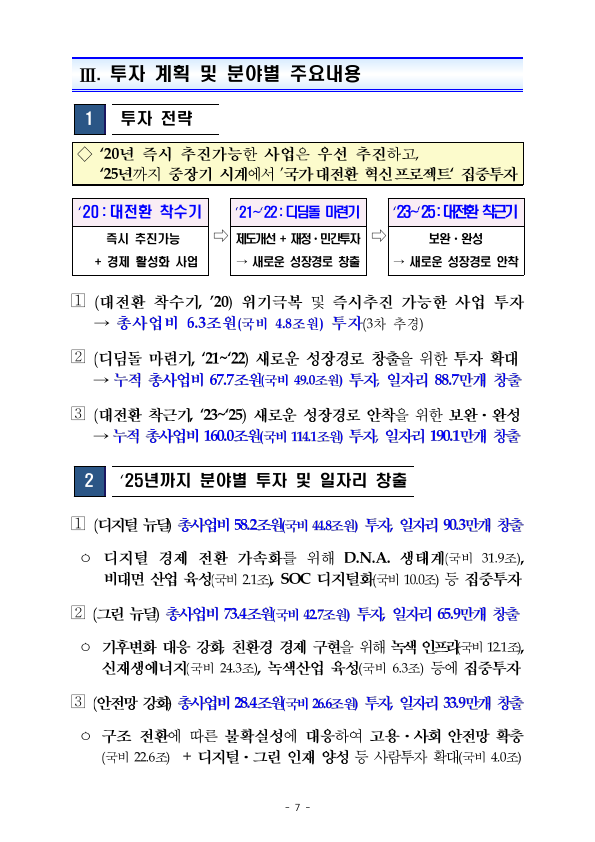 Ⅲ. 투자 계획 및 분야별 주요내용
1 투자 전략
◇ ‘20년 즉시 추진가능한 사업은 우선 추진하고,
‘25년까지 중장기 시계에서 ’국가대전환 혁신프로젝트‘ 집중투자
‘20 : 대전환 착수기
즉시 추진가능
+ 경제 활성화 사업
⇨
‘21~’22 : 디딤돌 마련기
제도개선 + 재정·민간투자
→ 새로운 성장경로 창출
⇨
‘23~’25 : 대전환 착근기
보완·완성
→ 새로운 성장경로 안착
1 (대전환 착수기, ’20) 위기극복 및 즉시추진 가능한 사업 투자
→ 총사업비 6.3조원(국비 4.8조원) 투자(3차 추경)
2 (디딤돌 마련기, ‘21~‘22) 새로운 성장경로 창출을 위한 투자 확대
→ 누적 총사업비 67.7조원(국비 49.0조원) 투자, 일자리 88.7만개 창출
3 (대전환 착근기, ‘23~‘25) 새로운 성장경로 안착을 위한 보완·완성
→ 누적 총사업비 160.0조원(국비 114.1조원) 투자, 일자리 190.1만개 창출
2 ‘25년까지 분야별 투자 및 일자리 창출
1 (디지털 뉴딜) 총사업비 58.2조원(국비 44.8조원) 투자, 일자리 90.3만개 창출
ㅇ 디지털 경제 전환 가속화를 위해 D.N.A. 생태계(국비 31.9조),
비대면 산업 육성(국비 2.1조), SOC 디지털화(국비 10.0조) 등 집중투자
2 (그린 뉴딜) 총사업비 73.4조원(국비 42.7조원) 투자, 일자리 65.9만개 창출
ㅇ 기후변화 대응 강화, 친환경 경제 구현을 위해 녹색 인프라(국비 12.1조),
신재생에너지(국비 24.3조), 녹색산업 육성(국비 6.3조) 등에 집중투자
3 (안전망 강화) 총사업비 28.4조원(국비 26.6조원) 투자, 일자리 33.9만개 창출
ㅇ 구조 전환에 따른 불확실성에 대응하여 고용·사회 안전망 확충
(국비 22.6조) + 디지털·그린 인재 양성 등 사람투자 확대(국비 4.0조)
- 7 -